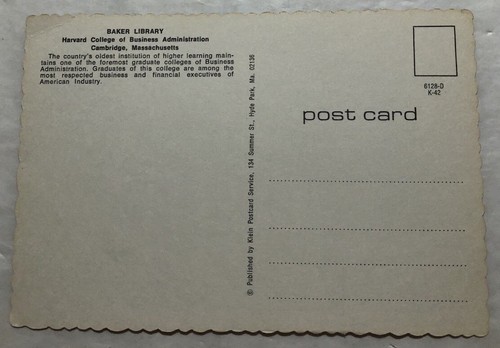 BAKER LIBRARY
Harvard College of Business Administration
Cambridge, Massachusetts
The country's oldest institution of higher learning main-
tains one of the foremost graduate colleges of Business
Administration. Graduates of this college are among the
most respected business and financial executives of
American Industry.
© Published by Klein Postcard Service, 134 Summer St., Hyde Park, Ma. 02136
6128-D
K-42
post card